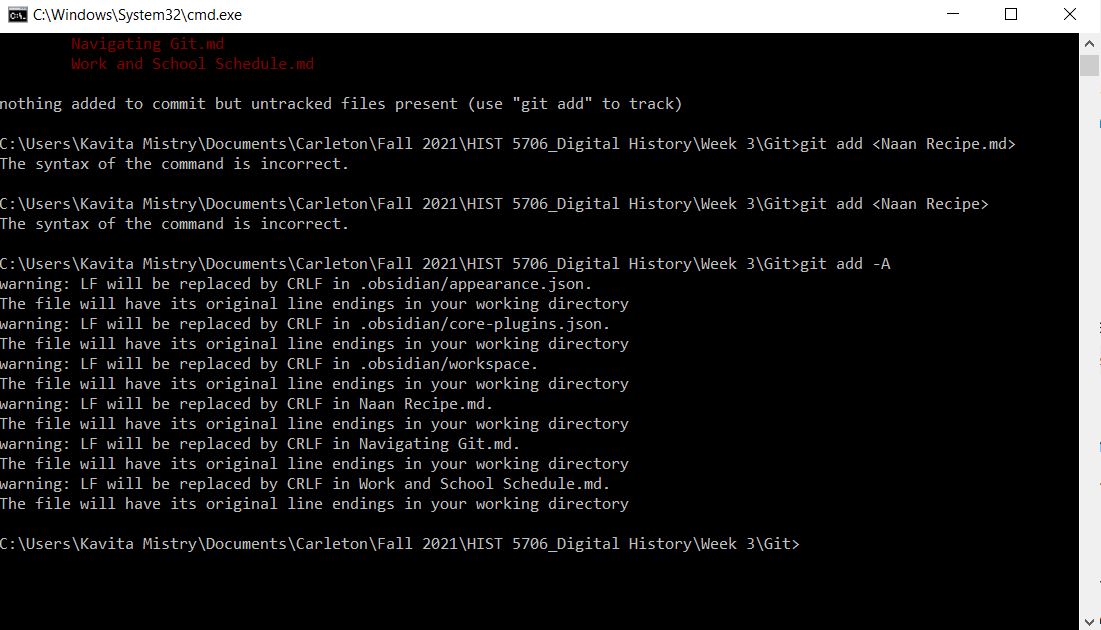 C:\Windows\System32\cmd.exe
Navigating Git.md
Work and School Schedule.md
nothing added to commit but untracked files present (use "git add" to track)
C:\Users\Kavita Mistry\Documents\Carleton\Fall 2021\HIST 5706_Digital History\Week 3\Git>git add <Naan Recipe.md>
The syntax of the command is incorrect.
C:\Users\Kavita Mistry\Documents\Carleton\Fall 2021\HIST 5706_Digital History\Week 3\Git>git add <Naan Recipe>
The syntax of the command is incorrect.
C:\Users\Kavita Mistry\Documents\Carleton\Fall 2021\HIST 5706_Digital History\Week 3\Git>git add -A
warning: LF will be replaced by CRLF in .obsidian/appearance.json.
The file will have its original line endings in your working directory
warning: LF will be replaced by CRLF in .obsidian/core-plugins.json.
The file will have its original line endings in your working directory
warning: LF will be replaced by CRLF in .obsidian/workspace.
The file will have its original line endings in your working directory
warning: LF will be replaced by CRLF in Naan Recipe.md.
The file will have its original line endings in your working directory
warning: LF will be replaced by CRLF in Navigating Git.md.
The file will have its original line endings in your working directory
warning: LF will be replaced by CRLF in Work and School Schedule.md.
The file will have its original line endings in your working directory
C:\Users\Kavita Mistry\Documents\Carleton\Fall 2021\HIST 5706_Digital History\Week 3\Git>